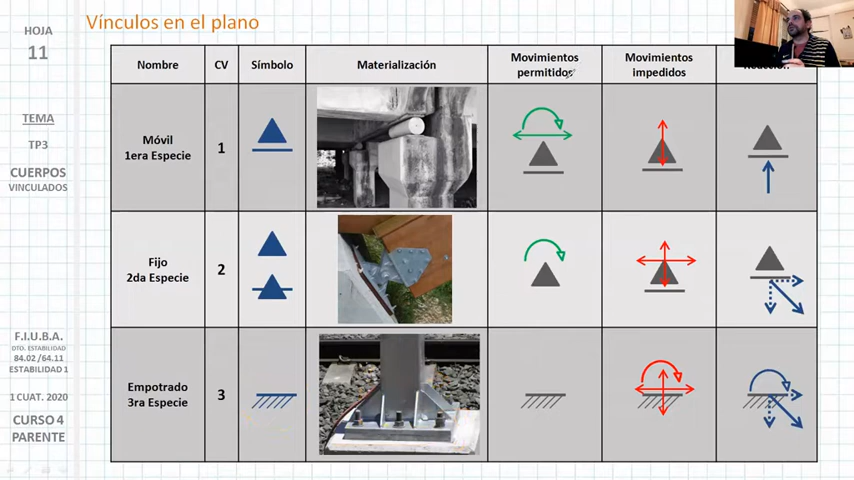 Vínculos en el plano
HOJA
11
TEMA
TP3
CUERPOS
VINCULADOS
F.I.U.B.A.
DTO. ESTABILIDAD
84.02 /64.11
ESTABILIDAD 1
1 CUAT. 2020
CURSO 4
PARENTE
Nombre
CV
Símbolo
Materialización
Movimientos
permitidos
Movimientos
impedidos
Móvil
1era Especie
1
Fijo
2da Especie
2
Empotrado
3ra Especie
3